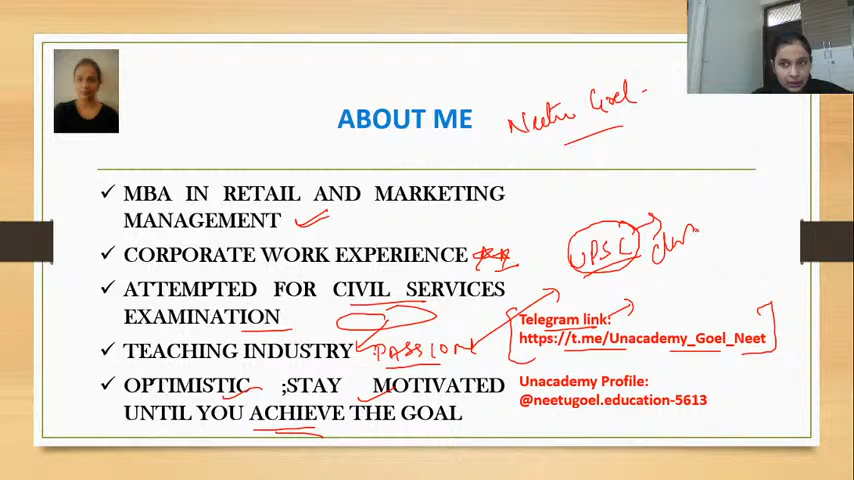 ABOUT ME
Neetu Goel-
✓ MBA IN RETAIL AND MARKETING
MANAGEMENT
✓ CORPORATE WORK EXPERIENCE
✓ ATTEMPTED FOR CIVIL SERVICES
EXAMINATION
✓ TEACHING INDUSTRY :PASSION
✓ OPTIMISTIC ;STAY MOTIVATED
UNTIL YOU ACHIEVE THE GOAL
UPSC
Telegram link:
https://t.me/Unacademy_Goel_Neet
Unacademy Profile:
@neetugoel.education-5613